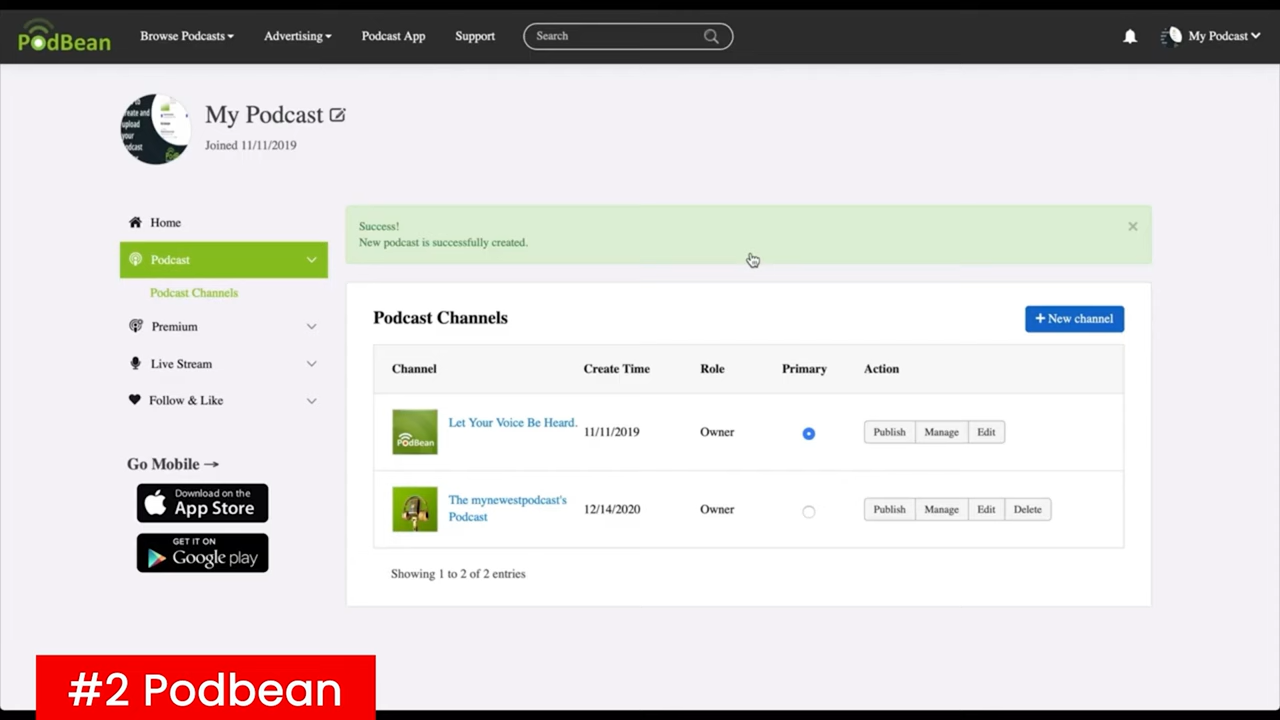 PodBean
Browse Podcasts
Advertising
Podcast App
Support
Search
My Podcast
My Podcast
Joined 11/11/2019
Home
Podcast
Podcast Channels
Premium
Live Stream
Follow & Like
Go Mobile →
Download on the
App Store
GET IT ON
Google play
Success!
New podcast is successfully created.
×
Podcast Channels
+ New channel
Channel Create Time Role Primary Action
PodBean
Let Your Voice Be Heard. 11/11/2019 Owner Publish Manage Edit
The mynewestpodcast's
Podcast
12/14/2020 Owner Publish Manage Edit Delete
Showing 1 to 2 of 2 entries
#2 Podbean